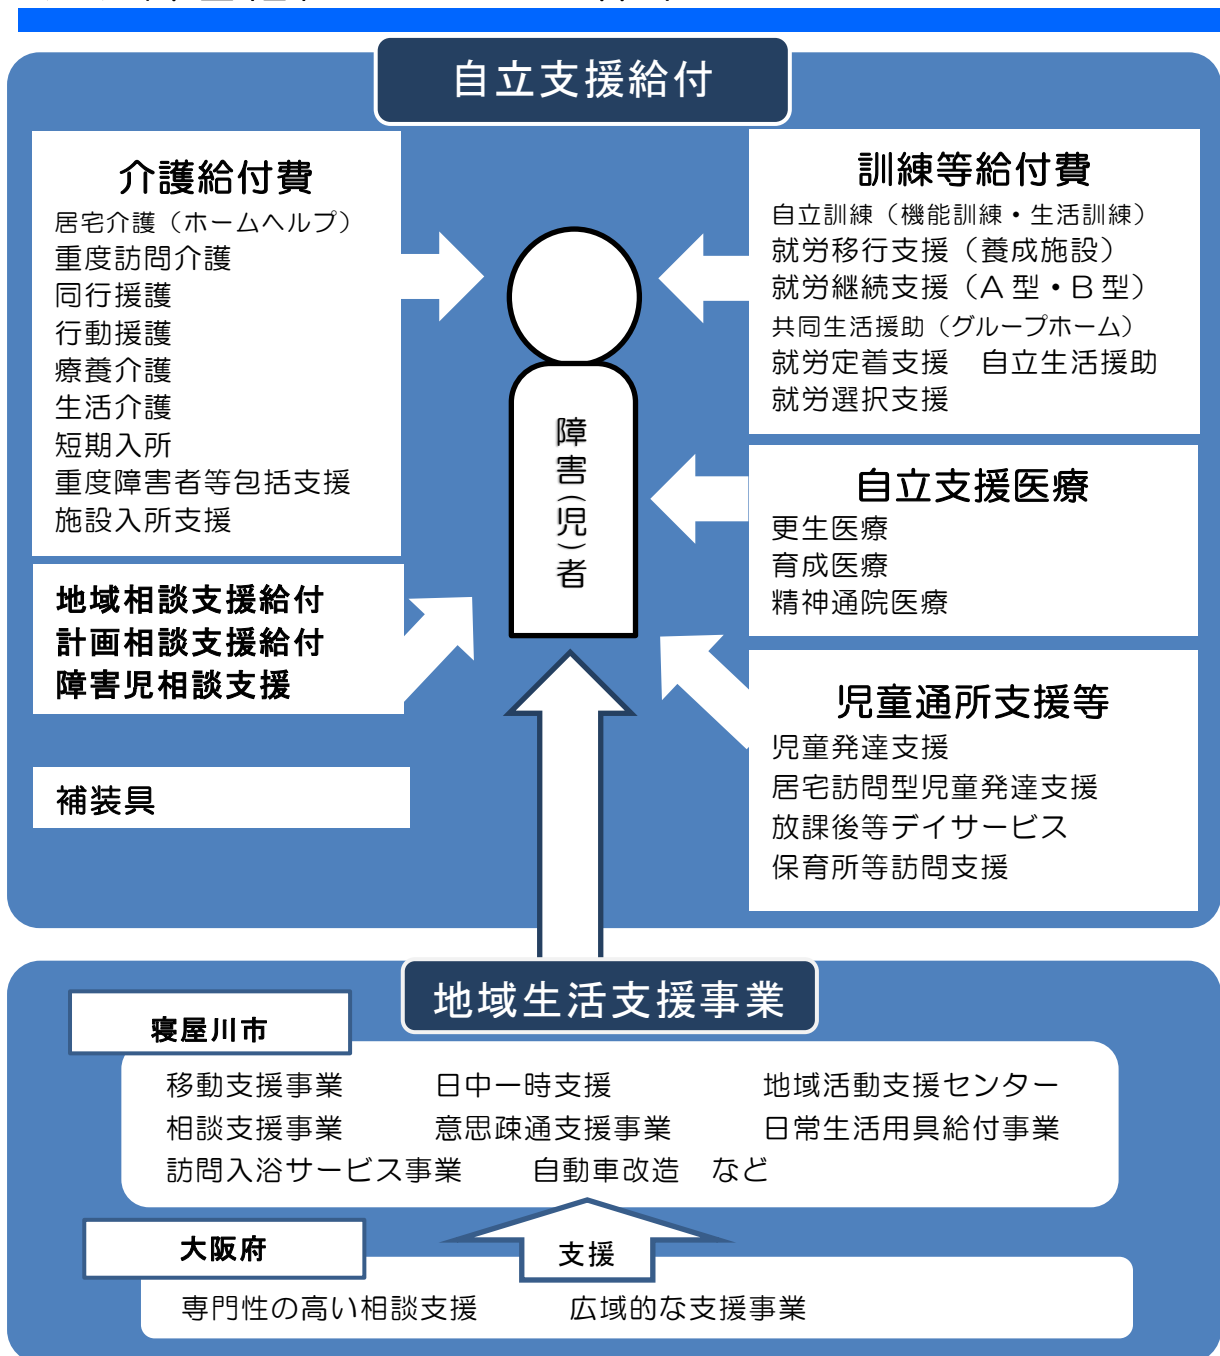 自立支援給付
介護給付費
居宅介護（ホームヘルプ）
重度訪問介護
同行援護
行動援護
療養介護
生活介護
短期入所
重度障害者等包括支援
施設入所支援
地域相談支援給付
計画相談支援給付
障害児相談支援
補装具
障害（児）者
訓練等給付費
自立訓練（機能訓練・生活訓練）
就労移行支援（養成施設）
就労継続支援（A型・B型）
共同生活援助（グループホーム）
就労定着支援　自立生活援助
就労選択支援
自立支援医療
更生医療
育成医療
精神通院医療
児童通所支援等
児童発達支援
居宅訪問型児童発達支援
放課後等デイサービス
保育所等訪問支援
地域生活支援事業
寝屋川市
移動支援事業　日中一時支援　地域活動支援センター
相談支援事業　意思疎通支援事業　日常生活用具給付事業
訪問入浴サービス事業　自動車改造　など
大阪府
支援
専門性の高い相談支援　広域的な支援事業